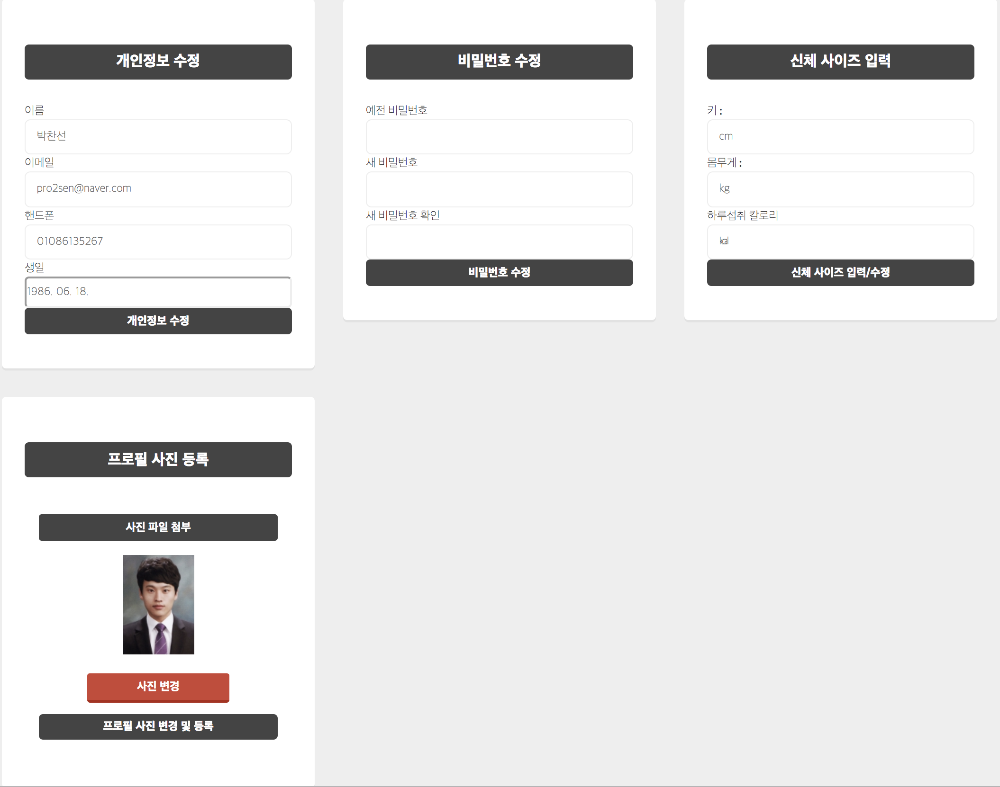 개인정보 수정
이름
박찬선
이메일
pro2sen@naver.com
핸드폰
01086135267
생일
1986. 06. 18.
개인정보 수정
비밀번호 수정
예전 비밀번호
새 비밀번호
새 비밀번호 확인
비밀번호 수정
신체 사이즈 입력
키 :
cm
몸무게 :
kg
하루섭취 칼로리
㎉
신체 사이즈 입력/수정
프로필 사진 등록
사진 파일 첨부
사진 변경
프로필 사진 변경 및 등록